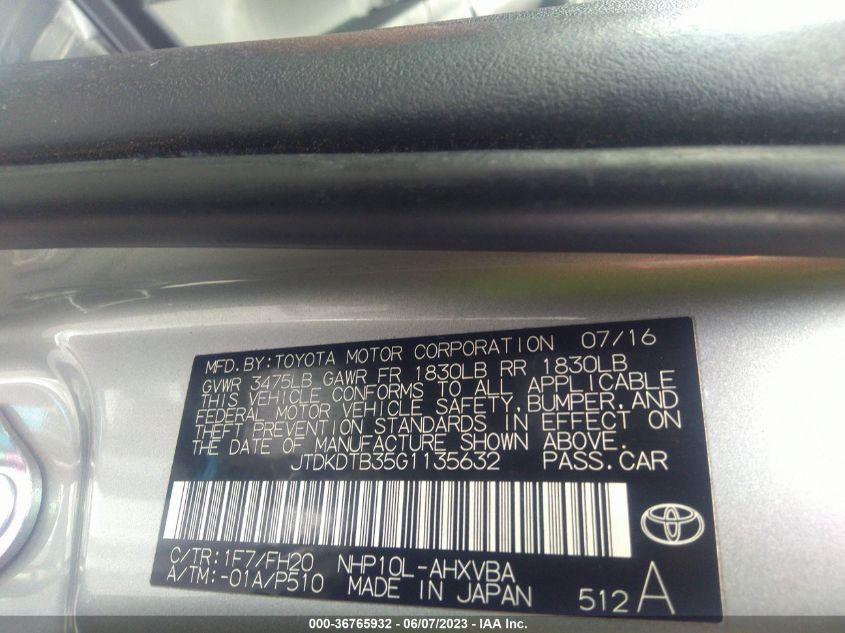 MFD. BY: TOYOTA MOTOR CORPORATION 07/16
GVWR 3475LB GAWR FR 1830LB RR 1830LB
THIS VEHICLE CONFORMS TO ALL APPLICABLE
FEDERAL MOTOR VEHICLE SAFETY, BUMPER, AND
THEFT PREVENTION STANDARDS IN EFFECT ON
THE DATE OF MANUFACTURE SHOWN ABOVE.
JTDKDTB35G1135632 PASS.CAR
C/TR:1F7/FH20 NHP10L-AHXVBA
A/TM:-01A/P510 MADE IN JAPAN 512 A
000-36765932 - 06/07/2023 - IAA Inc.